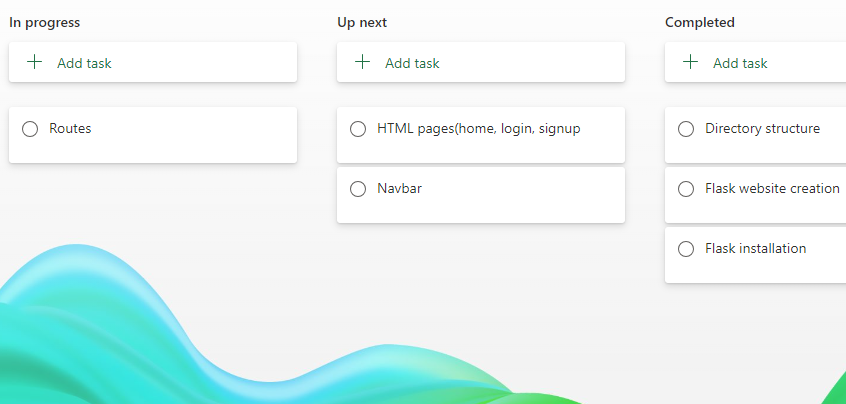 In progress
Add task
Routes
Up next
Add task
HTML pages(home, login, signup
Navbar
Completed
Add task
Directory structure
Flask website creation
Flask installation